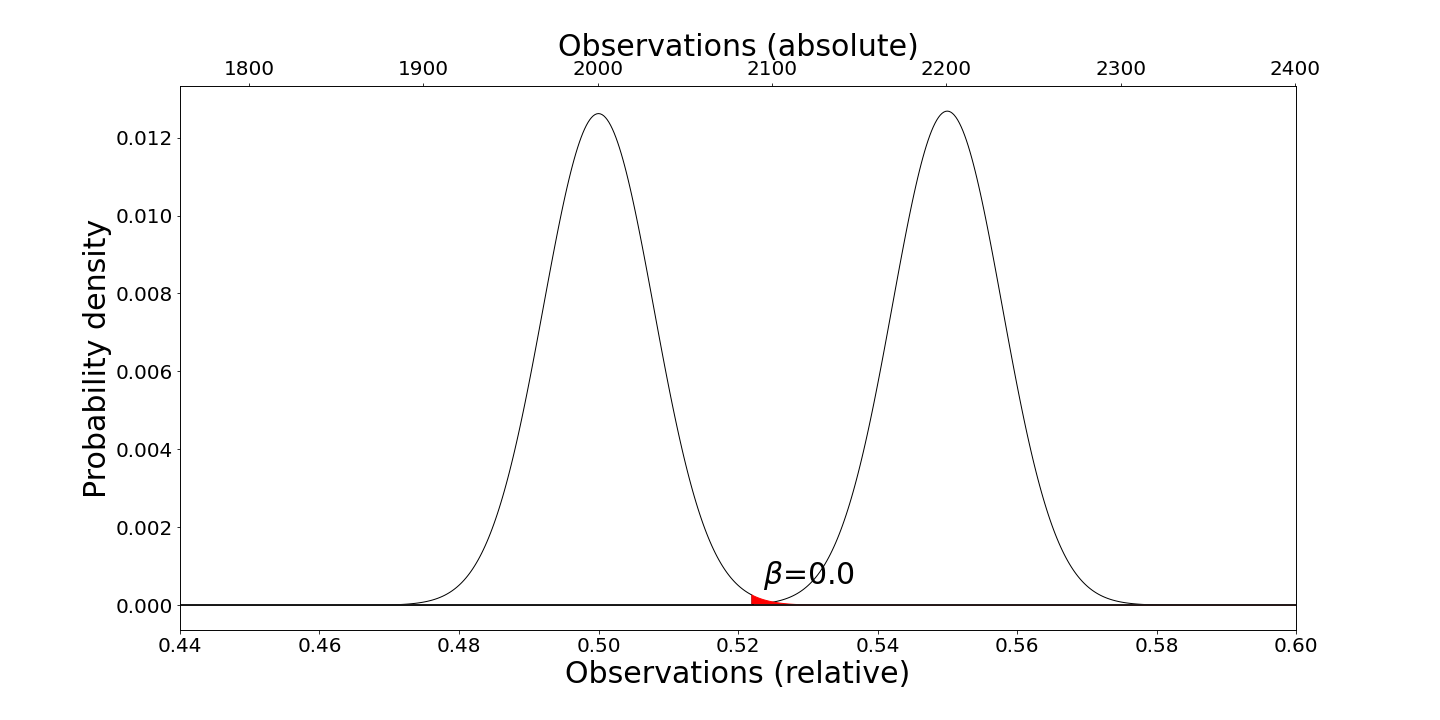 Observations (absolute)
1800 1900 2000 2100 2200 2300 2400
Probability density
0.012
0.010
0.008
0.006
0.004
0.002
0.000
β=0.0
0.44 0.46 0.48 0.50 0.52 0.54 0.56 0.58 0.60
Observations (relative)